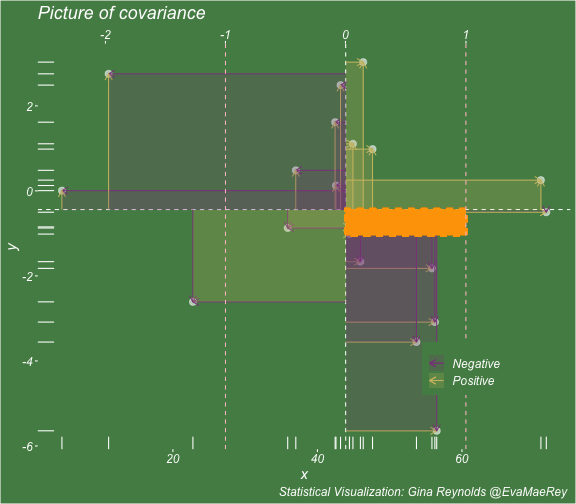 Picture of covariance
-2 -1 0 1
2
0
y
-2
-4
-6
Negative
Positive
20 40 60
x
Statistical Visualization: Gina Reynolds @EvaMaeRey